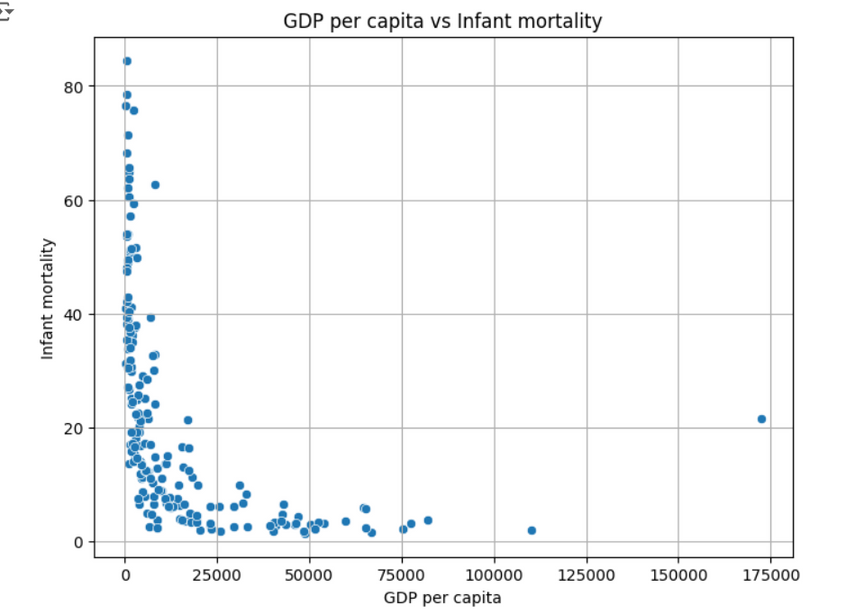 GDP per capita vs Infant mortality
80
60
40
20
0
Infant mortality
0 25000 50000 75000 100000 125000 150000 175000
GDP per capita